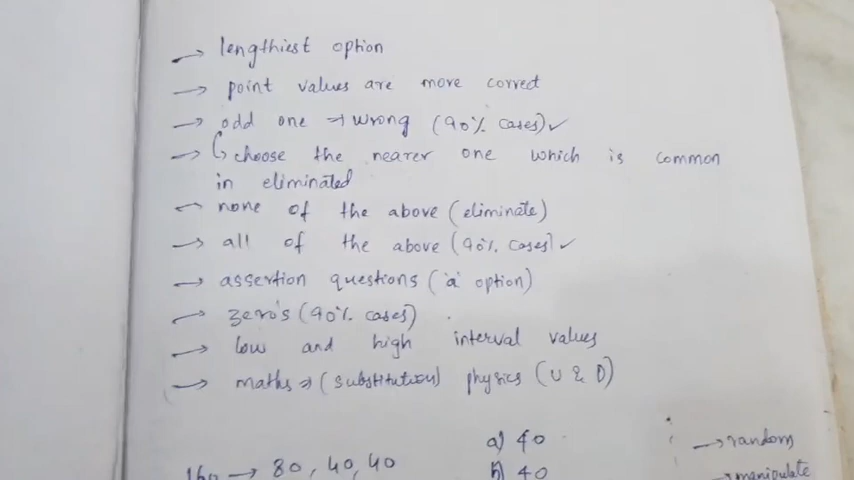 → lengthiest option
→ point values are more correct
→ odd one → wrong (90% cases) ✓
→ ↳ choose the nearer one which is common
in eliminated
← none of the above (eliminate)
→ all of the above (90% cases) ✓
→ assertion questions ('a' option)
→ zero's (90% cases)
→ low and high interval values
→ maths ⇒ (substitution) physics (U & D)
a) 40
→ random
160 → 80, 40, 40
b) 40
→ manipulate